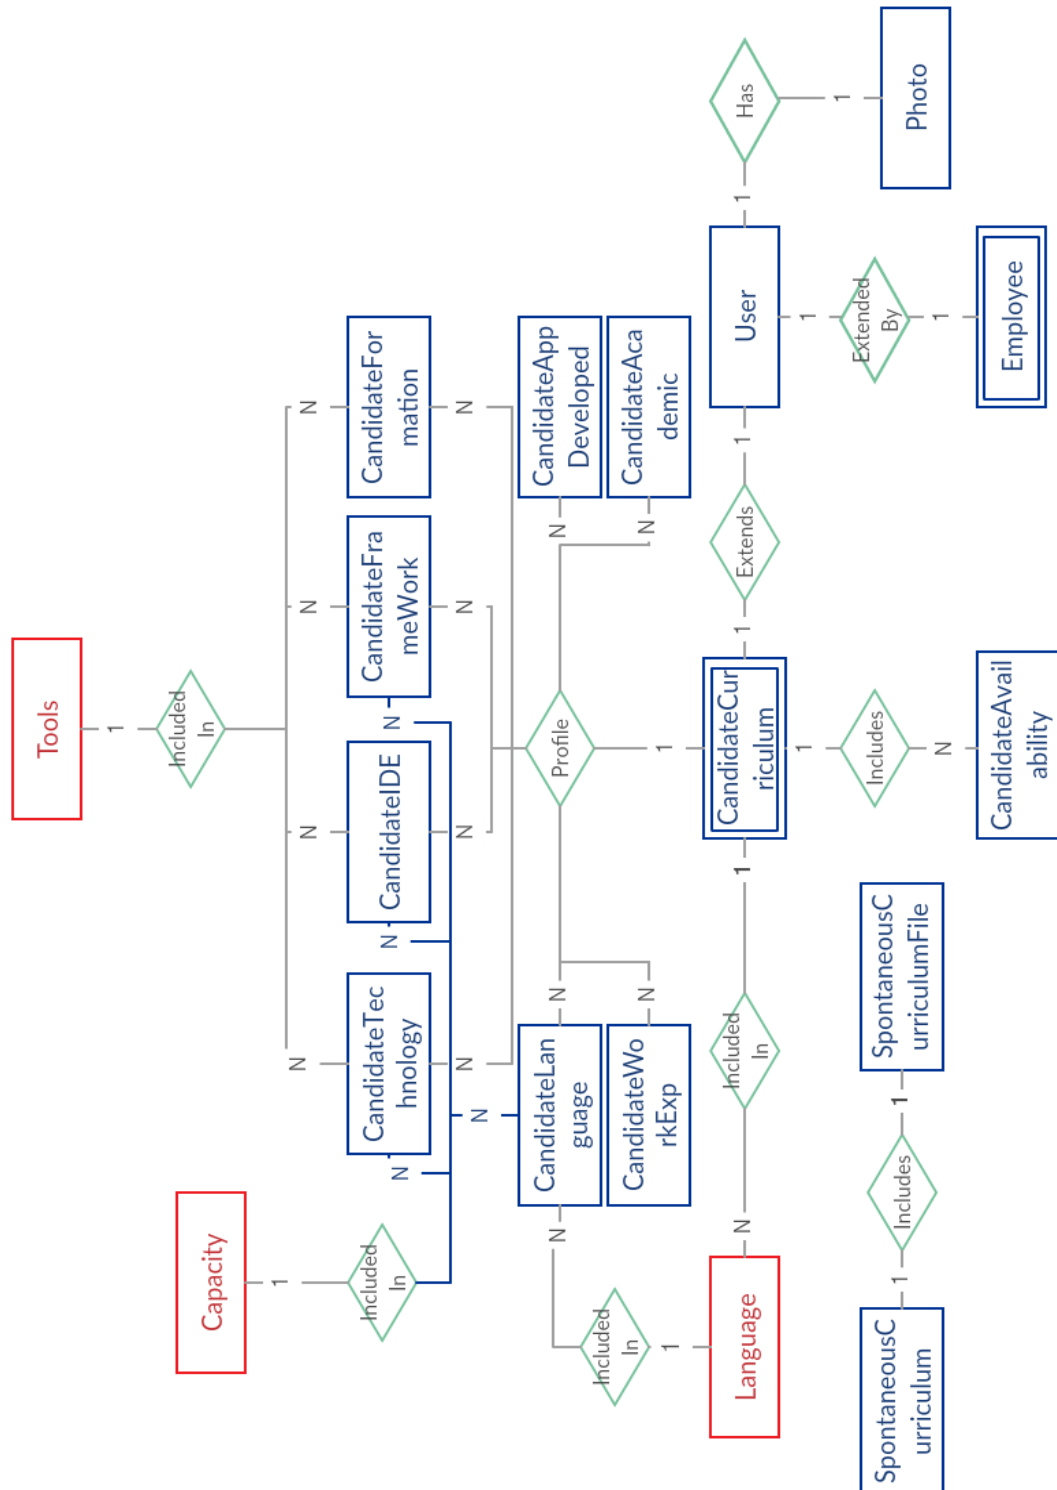 Tools
1
Included
In
Capacity
1
N
N
N
N
Included
In
CandidateTec
hnology
CandidateIDE
CandidateFra
meWork
CandidateFor
mation
N
N
N
N
N
N
N
N
N
CandidateLan
guage
N
Profile
N
CandidateApp
Developed
Included
In
CandidateWo
rkExp
N
N
CandidateAca
demic
1
1
Language
N
Included
In
1
CandidateCur
riculum
1
Extends
1
User
1
Has
1
1
1
Includes
Extended
By
Photo
SpontaneousC
urriculum
1
Includes
1
SpontaneousC
urriculumFile
N
1
CandidateAvail
ability
Employee